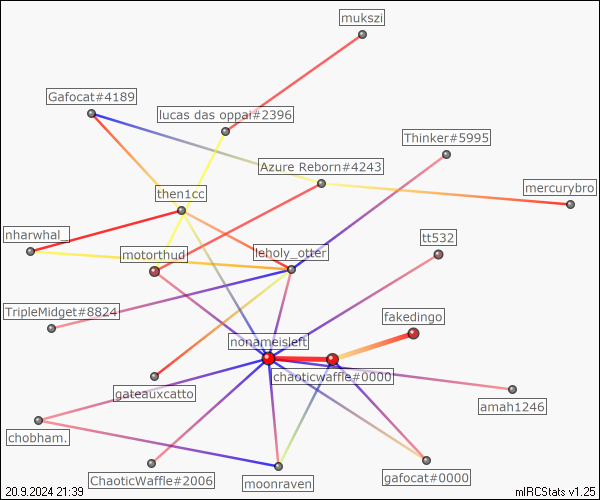 mukszi
Gafocat#4189
lucas das oppai#2396
Thinker#5995
Azure Reborn#4243
then1cc
mercurybro
nharwhal_
motorthud
leholy_otter
tt532
TripleMidget#8824
fakedingo
nonameisleft
chaoticwaffle#0000
gateauxcatto
amah1246
chobham.
ChaoticWaffle#2006
moonraven
gafocat#0000
20.9.2024 21:39
mIRCStats v1.25